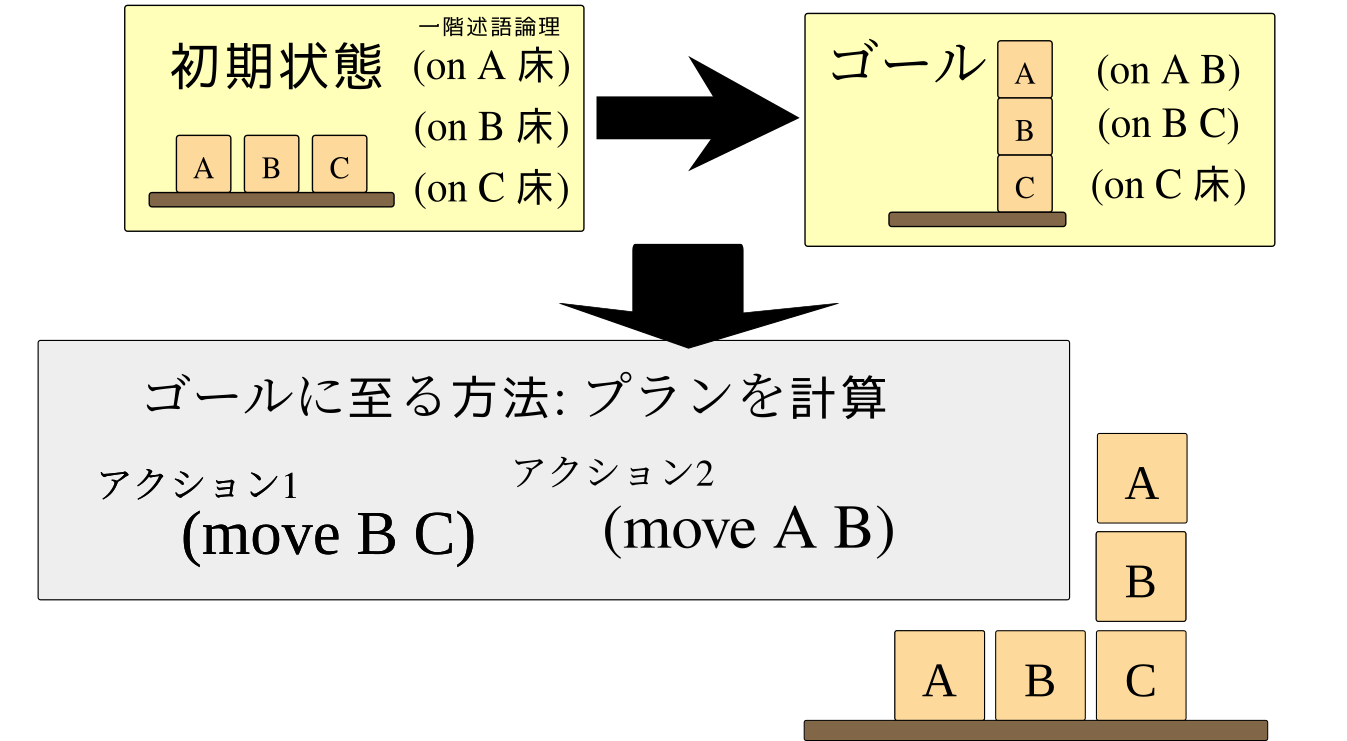 一階述語論理
初期状態
(on A 床)
(on B 床)
(on C 床)
A B C
ゴール
A
B
C
(on A B)
(on B C)
(on C 床)
ゴールに至る方法: プランを計算
アクション1
(move B C)
アクション2
(move A B)
A
B
A B C